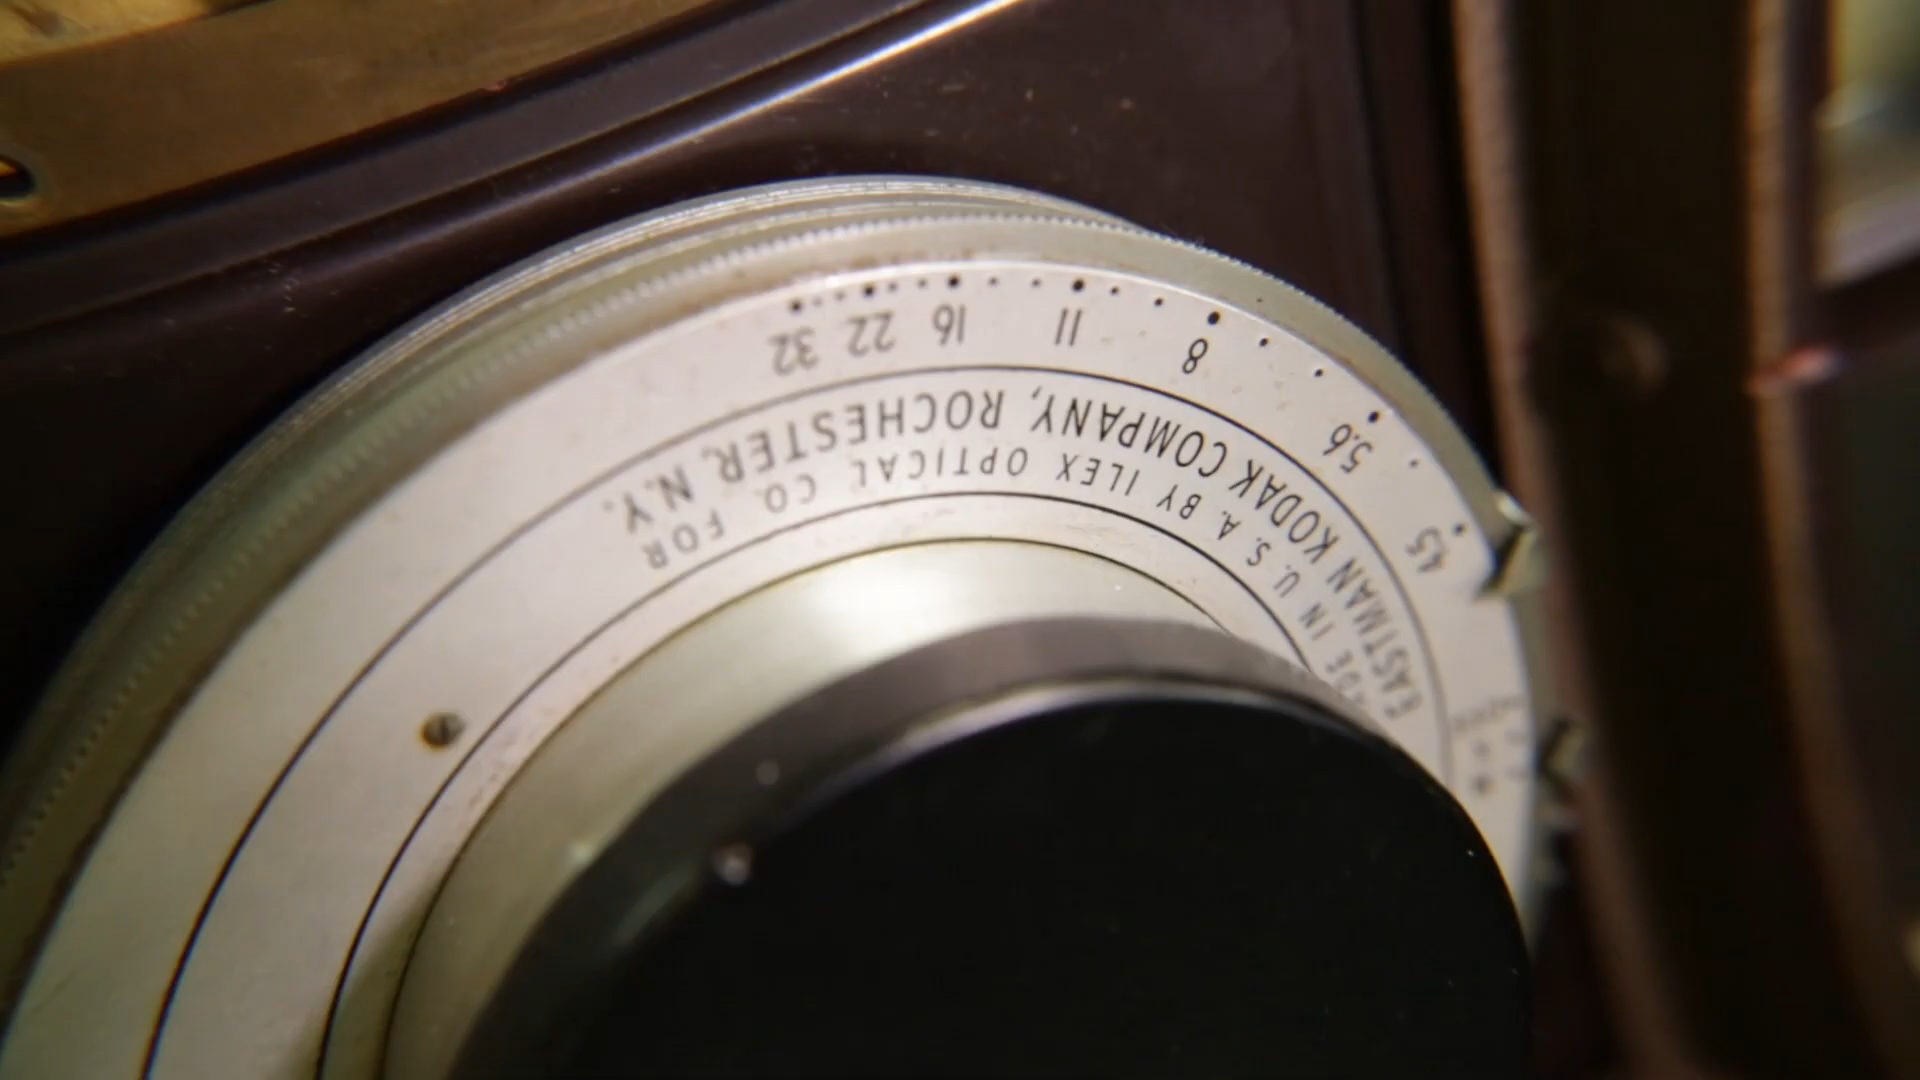 4.5 5.6 8 11 16 22 32
EASTMAN KODAK COMPANY, ROCHESTER, N.Y.
IN U. S. A. BY ILEX OPTICAL CO. FOR